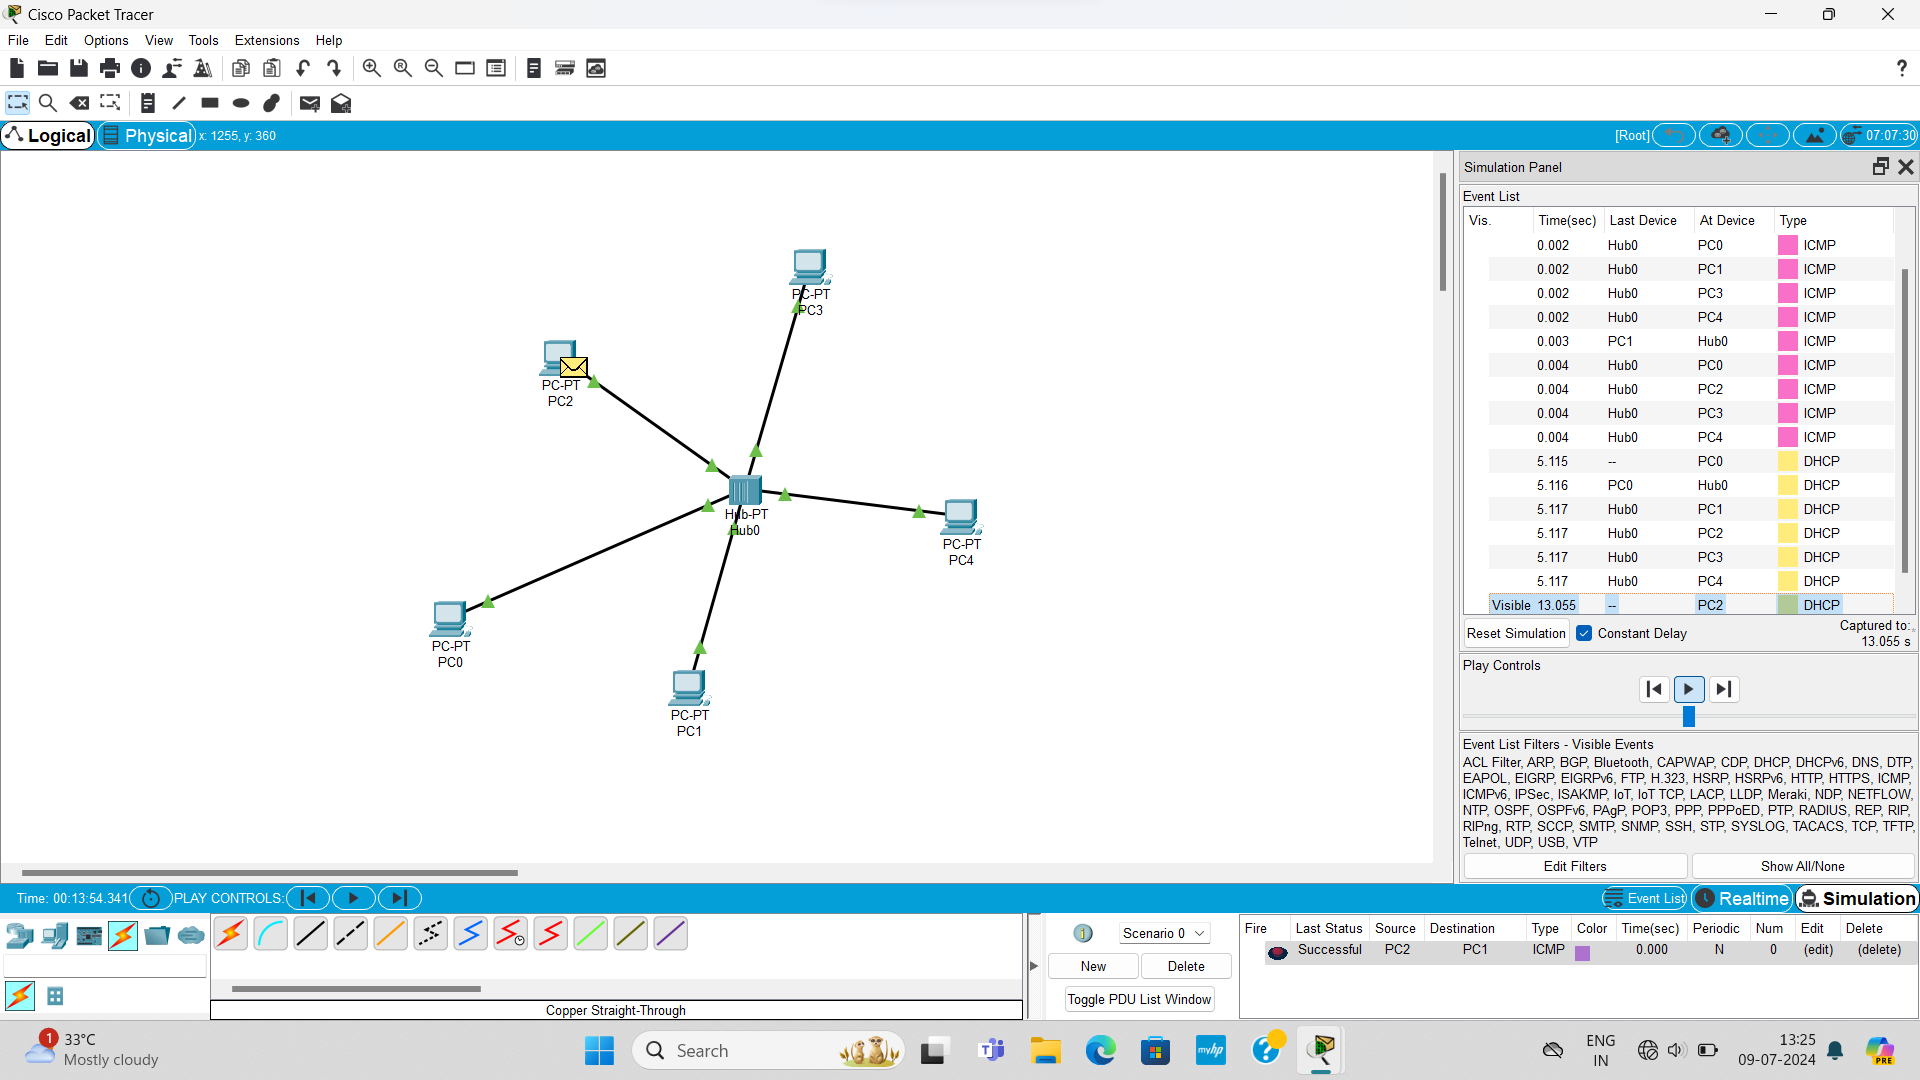 Cisco Packet Tracer
File Edit Options View Tools Extensions Help
?
Logical Physical x: 1255, y: 360 [Root] 07:07:30
PC-PT
PC3
PC-PT
PC2
Hub-PT
Hub0
PC-PT
PC4
PC-PT
PC0
PC-PT
PC1
Simulation Panel
Event List
Vis. Time(sec) Last Device At Device Type
0.002 Hub0 PC0 ICMP
0.002 Hub0 PC1 ICMP
0.002 Hub0 PC3 ICMP
0.002 Hub0 PC4 ICMP
0.003 PC1 Hub0 ICMP
0.004 Hub0 PC0 ICMP
0.004 Hub0 PC2 ICMP
0.004 Hub0 PC3 ICMP
0.004 Hub0 PC4 ICMP
5.115 -- PC0 DHCP
5.116 PC0 Hub0 DHCP
5.117 Hub0 PC1 DHCP
5.117 Hub0 PC2 DHCP
5.117 Hub0 PC3 DHCP
5.117 Hub0 PC4 DHCP
Visible 13.055 -- PC2 DHCP
Reset Simulation Constant Delay Captured to:
13.055 s
Play Controls
Event List Filters - Visible Events
ACL Filter, ARP, BGP, Bluetooth, CAPWAP, CDP, DHCP, DHCPv6, DNS, DTP,
EAPOL, EIGRP, EIGRPv6, FTP, H.323, HSRP, HSRPv6, HTTP, HTTPS, ICMP,
ICMPv6, IPSec, ISAKMP, IoT, IoT TCP, LACP, LLDP, Meraki, NDP, NETFLOW,
NTP, OSPF, OSPFv6, PAgP, POP3, PPP, PPPoED, PTP, RADIUS, REP, RIP,
RIPng, RTP, SCCP, SMTP, SNMP, SSH, STP, SYSLOG, TACACS, TCP, TFTP,
Telnet, UDP, USB, VTP
Edit Filters Show All/None
Time: 00:13:54.341 PLAY CONTROLS: Event List Realtime Simulation
Copper Straight-Through
1 Scenario 0
New Delete
Toggle PDU List Window
Fire Last Status Source Destination Type Color Time(sec) Periodic Num Edit Delete
Successful PC2 PC1 ICMP 0.000 N 0 (edit) (delete)
1 33°C
Mostly cloudy
Search
myhp
ENG
IN
13:25
09-07-2024
PRE